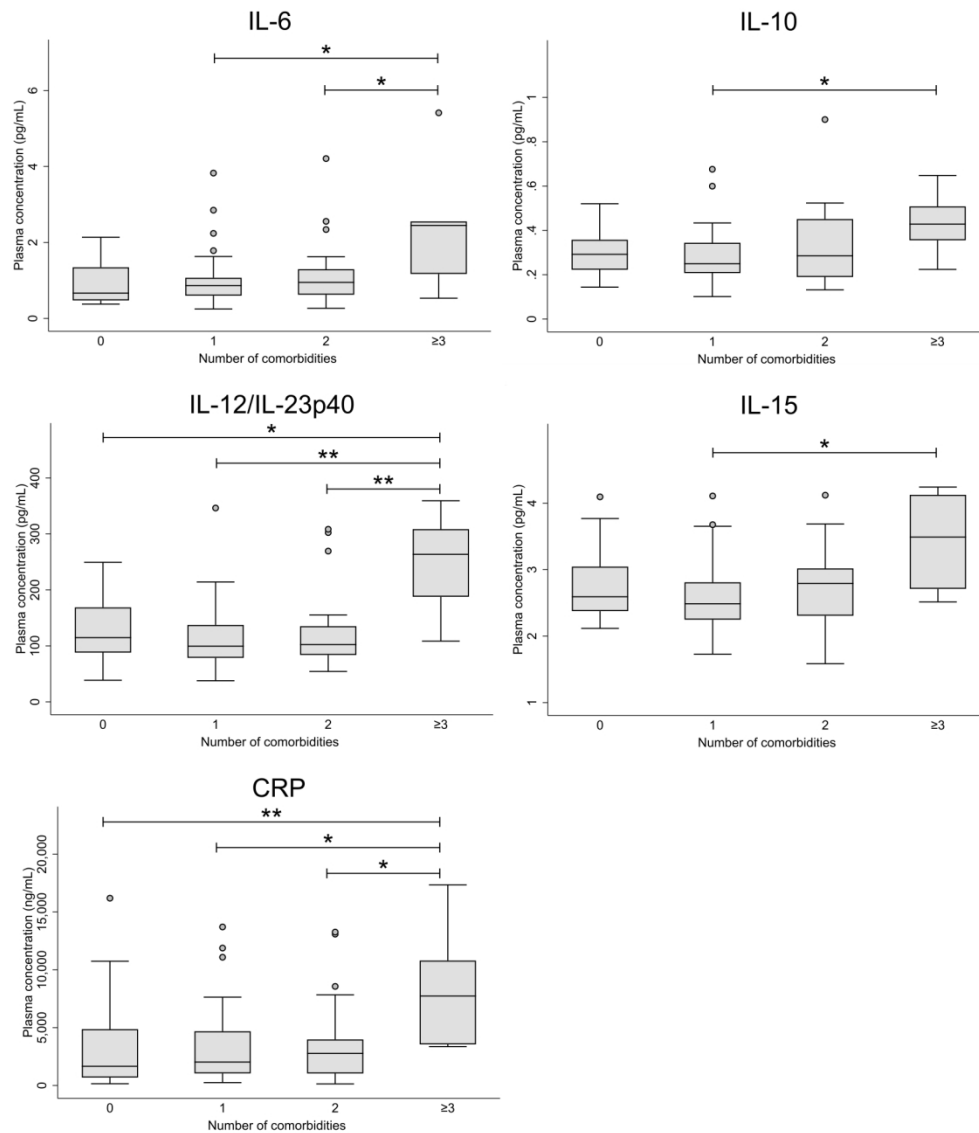 IL-6
*
*
6
4
2
0
Plasma concentration (pg/mL)
0 1 2 ≥3
Number of comorbidities
IL-10
*
1
.8
.6
.4
.2
0
Plasma concentration (pg/mL)
0 1 2 ≥3
Number of comorbidities
IL-12/IL-23p40
*
**
**
400
300
200
100
0
Plasma concentration (pg/mL)
0 1 2 ≥3
Number of comorbidities
IL-15
*
4
3
2
1
Plasma concentration (pg/mL)
0 1 2 ≥3
Number of comorbidities
CRP
**
*
*
20,000
15,000
10,000
5,000
0
Plasma concentration (ng/mL)
0 1 2 ≥3
Number of comorbidities